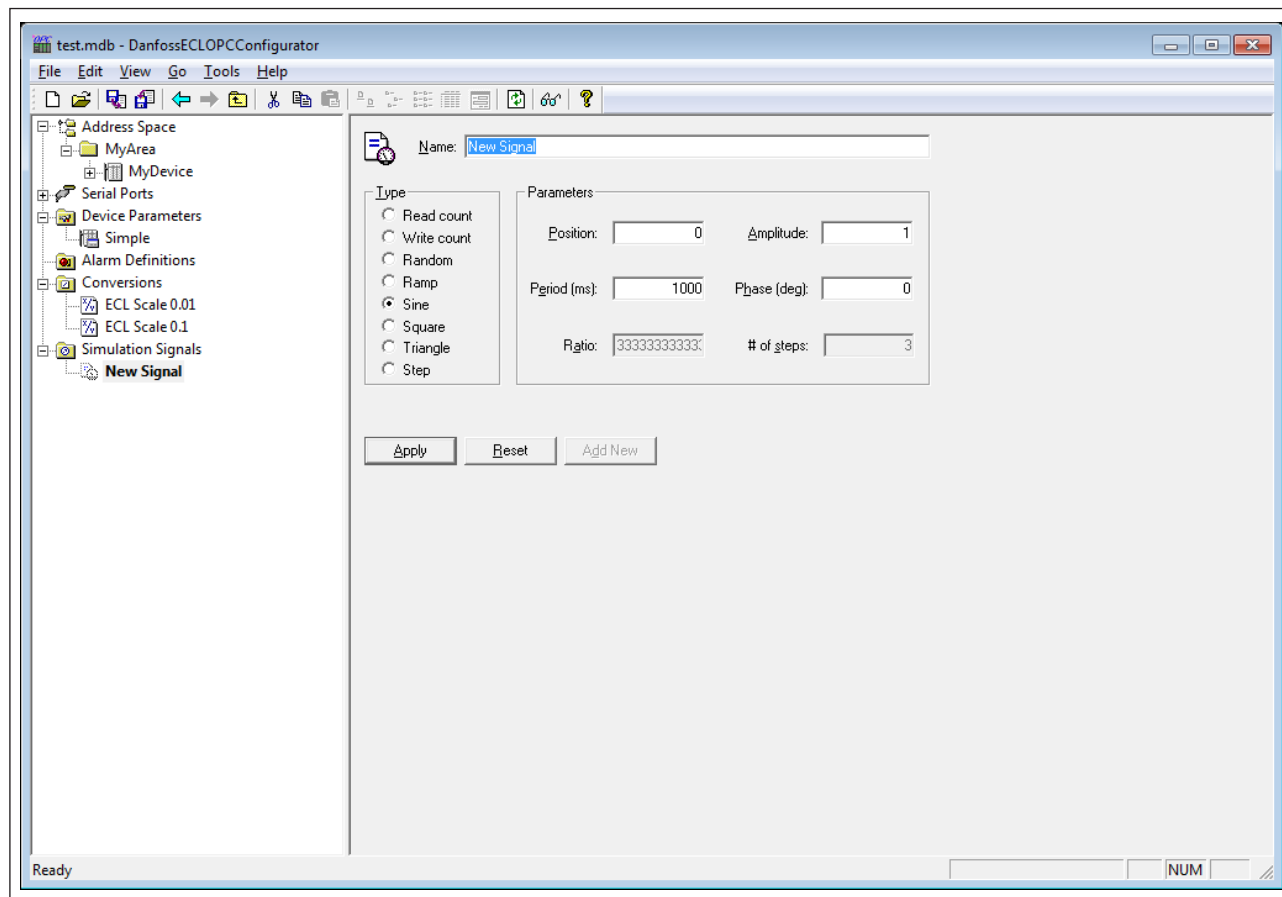 test.mdb - DanfossECLOPCConfigurator
File Edit View Go Tools Help
Address Space
MyArea
MyDevice
Serial Ports
Device Parameters
Simple
Alarm Definitions
Conversions
ECL Scale 0.01
ECL Scale 0.1
Simulation Signals
New Signal
Name: New Signal
Type
Read count
Write count
Random
Ramp
Sine
Square
Triangle
Step
Parameters
Position: 0 Amplitude: 1
Period (ms): 1000 Phase (deg): 0
Ratio: # of steps: 3
Apply Reset Add New
Ready NUM